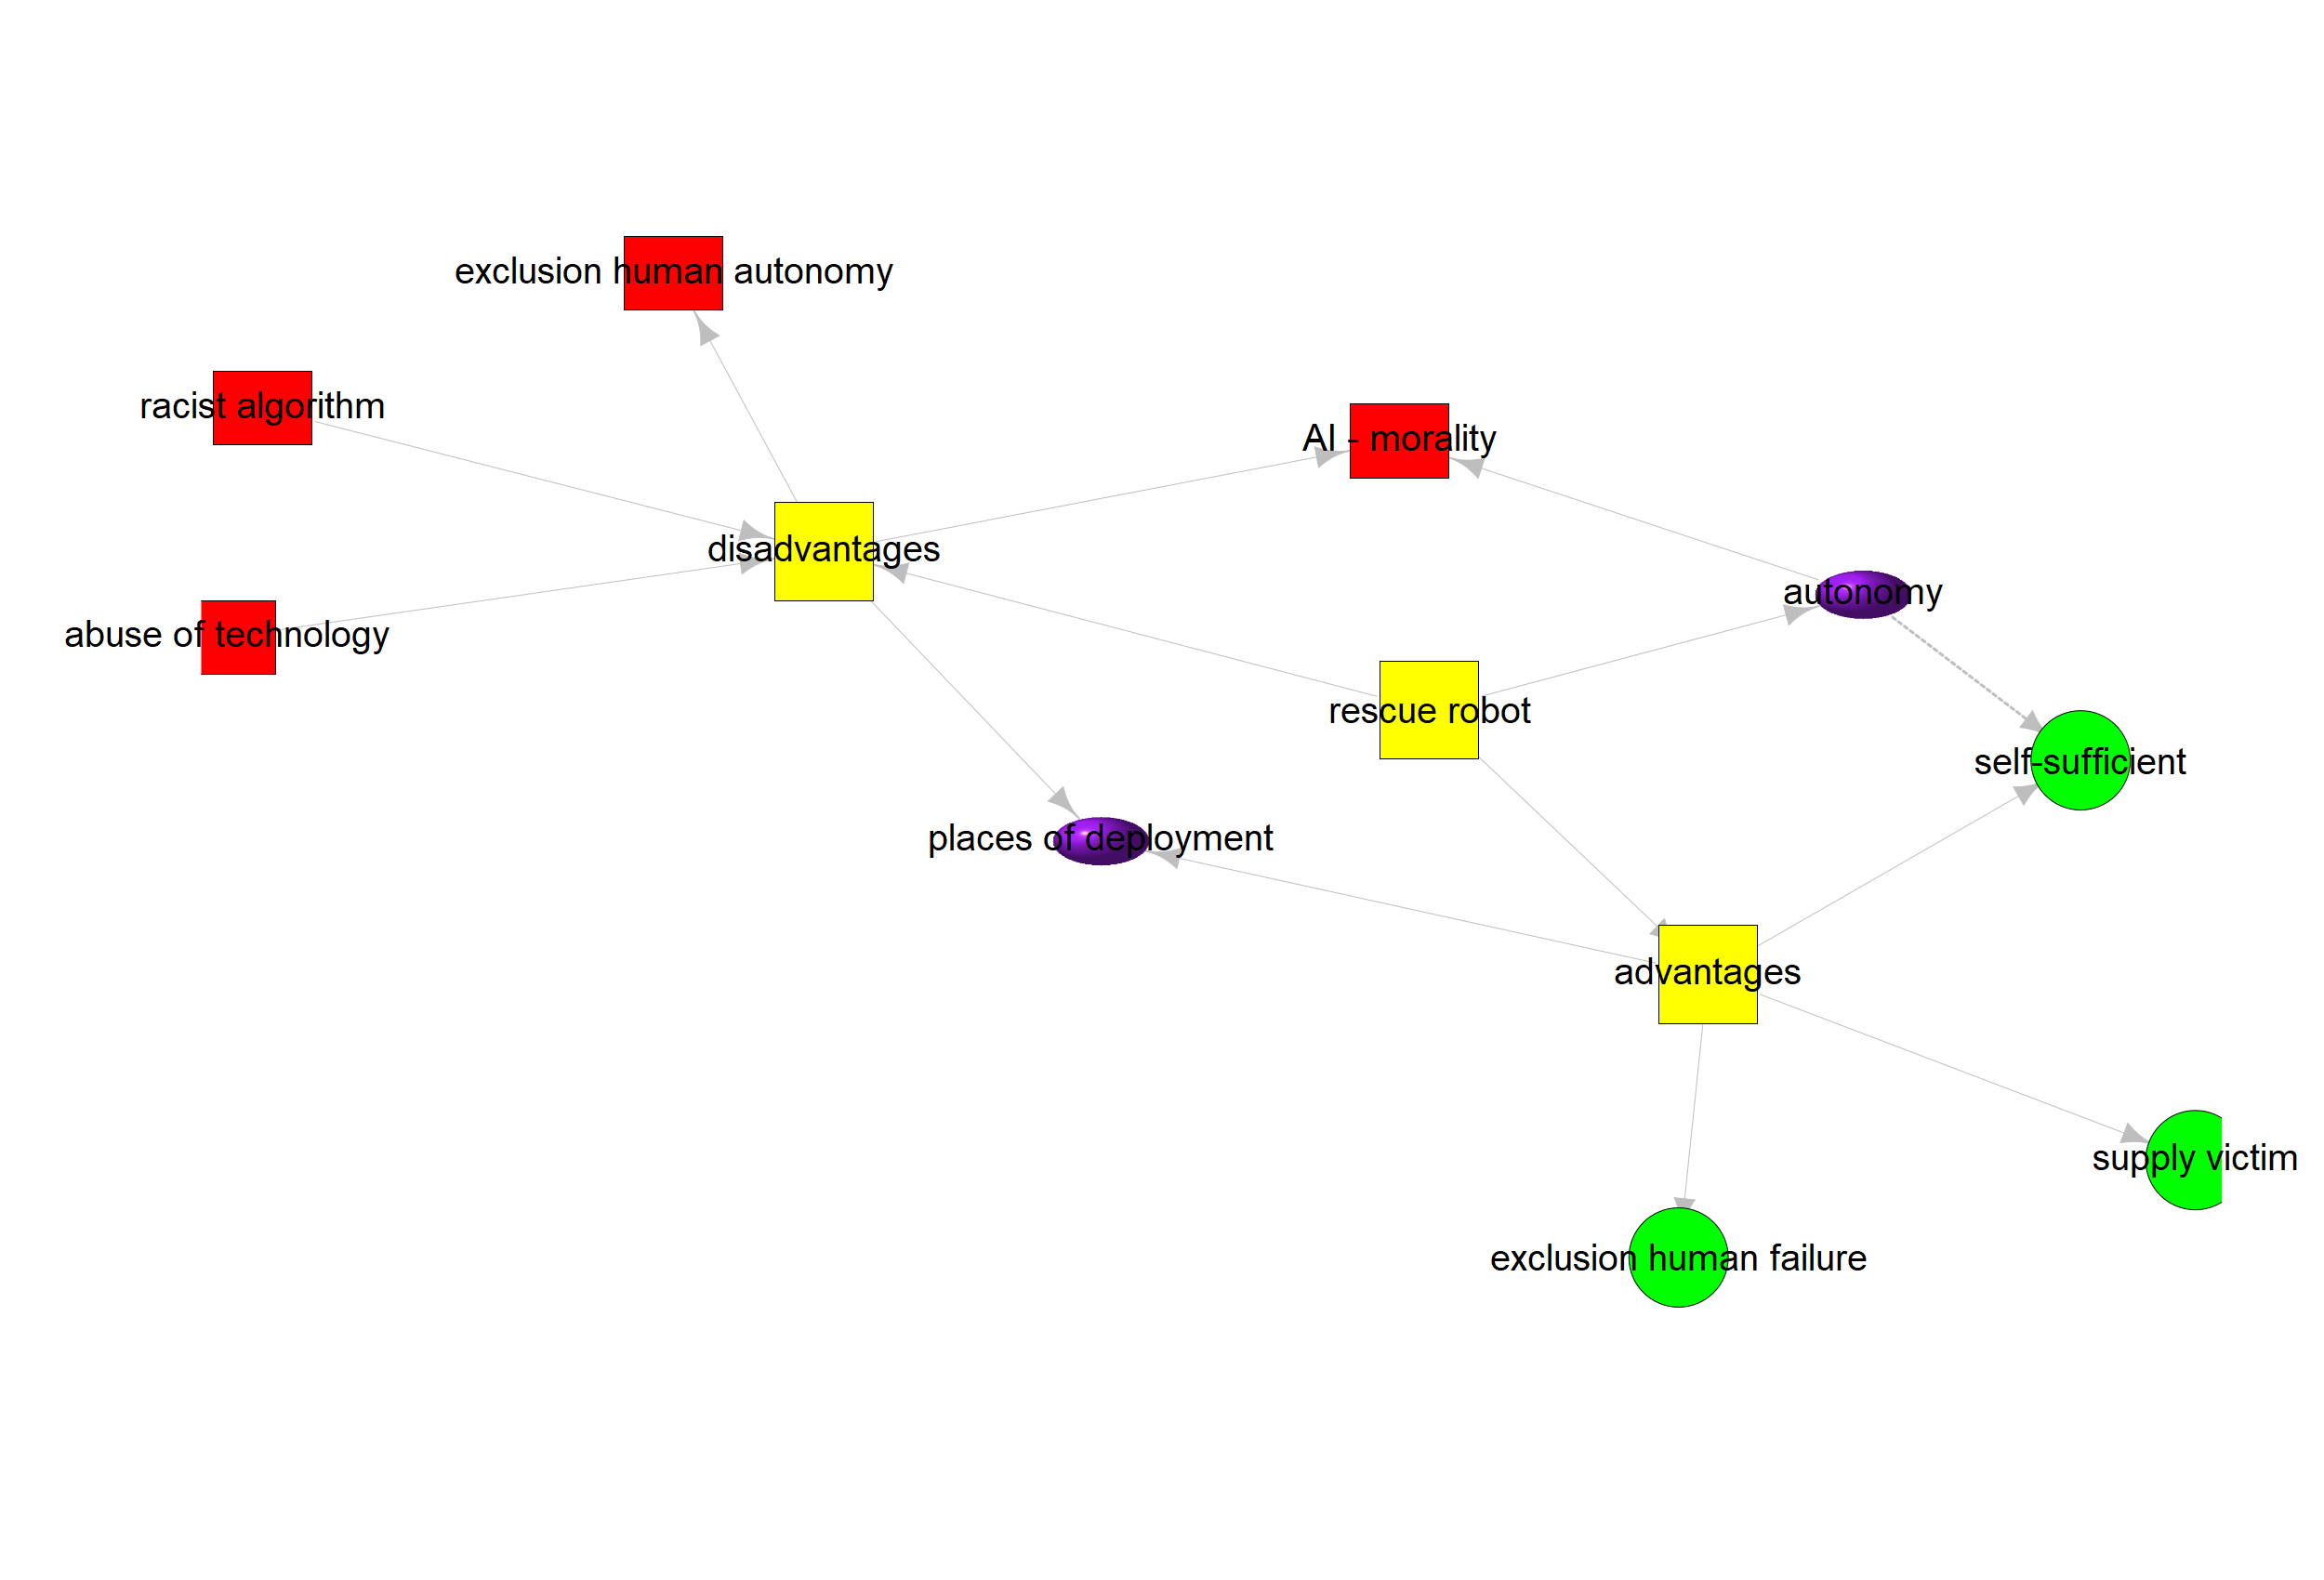 exclusion human autonomy
racist algorithm
AI - morality
disadvantages
autonomy
abuse of technology
rescue robot
self-sufficient
places of deployment
advantages
supply victim
exclusion human failure